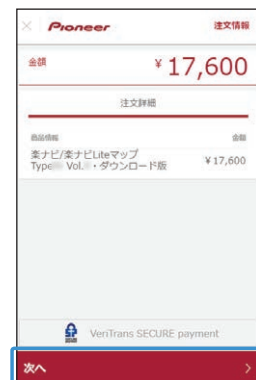 × Pioneer 注文情報
金額 ¥ 17,600
注文詳細
商品情報 金額
楽ナビ/楽ナビLiteマップ
Type Vol. ・ダウンロード版 ¥17,600
VeriTrans SECURE payment
次へ >